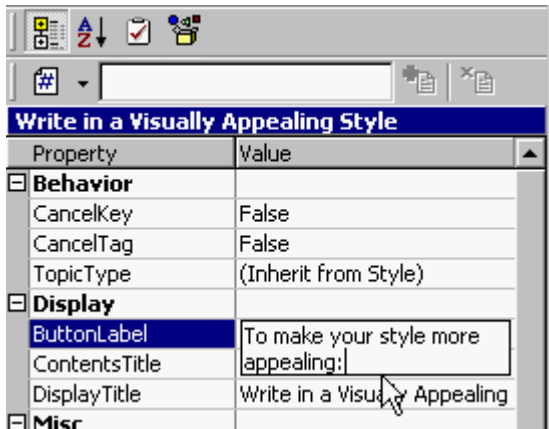 Write in a Visually Appealing Style
Property Value
Behavior
CancelKey False
CancelTag False
TopicType (Inherit from Style)
Display
ButtonLabel To make your style more
appealing:
ContentsTitle
DisplayTitle Write in a Visually Appealing
Misc